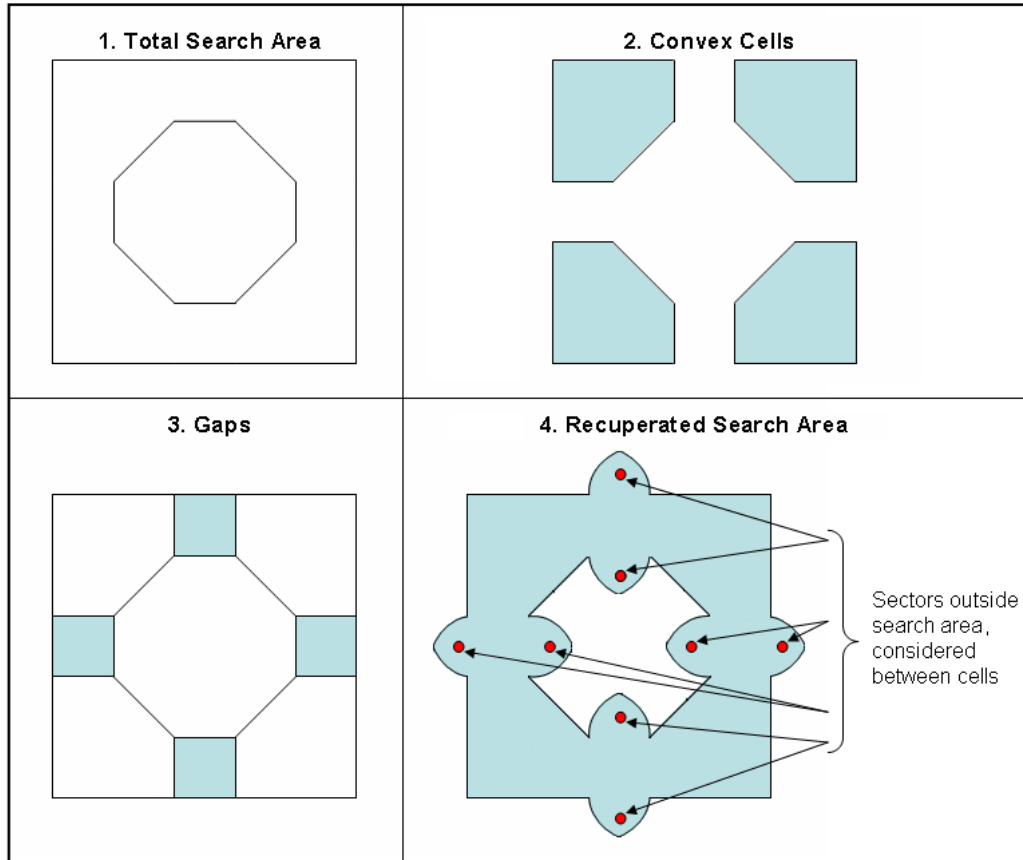 1. Total Search Area
2. Convex Cells
3. Gaps
4. Recuperated Search Area
Sectors outside
search area,
considered
between cells